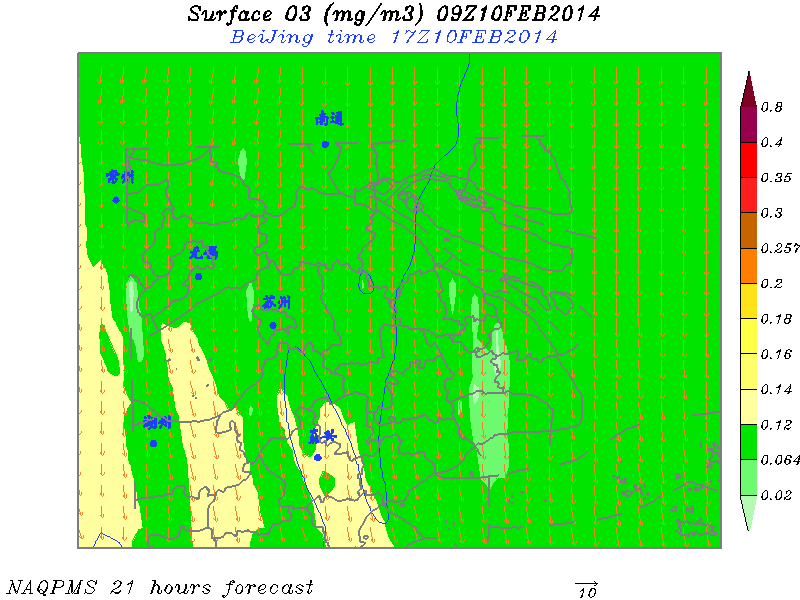 Surface O3 (mg/m3) 09Z10FEB2014
BeiJing time 17Z10FEB2014
南通
常州
无锡
苏州
湖州
嘉兴
0.8
0.4
0.35
0.3
0.257
0.2
0.18
0.16
0.14
0.12
0.064
0.02
NAQPMS 21 hours forecast
10